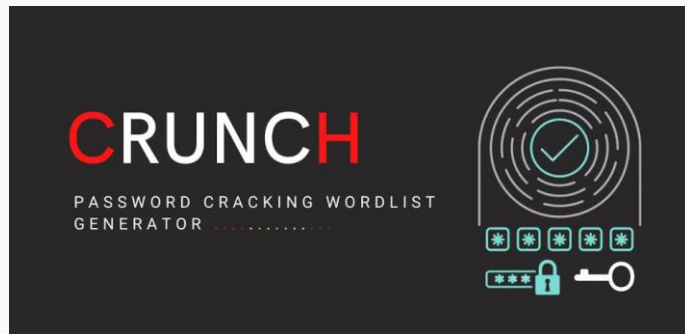 CRUNCH
PASSWORD CRACKING WORDLIST
GENERATOR .............
***** 
***